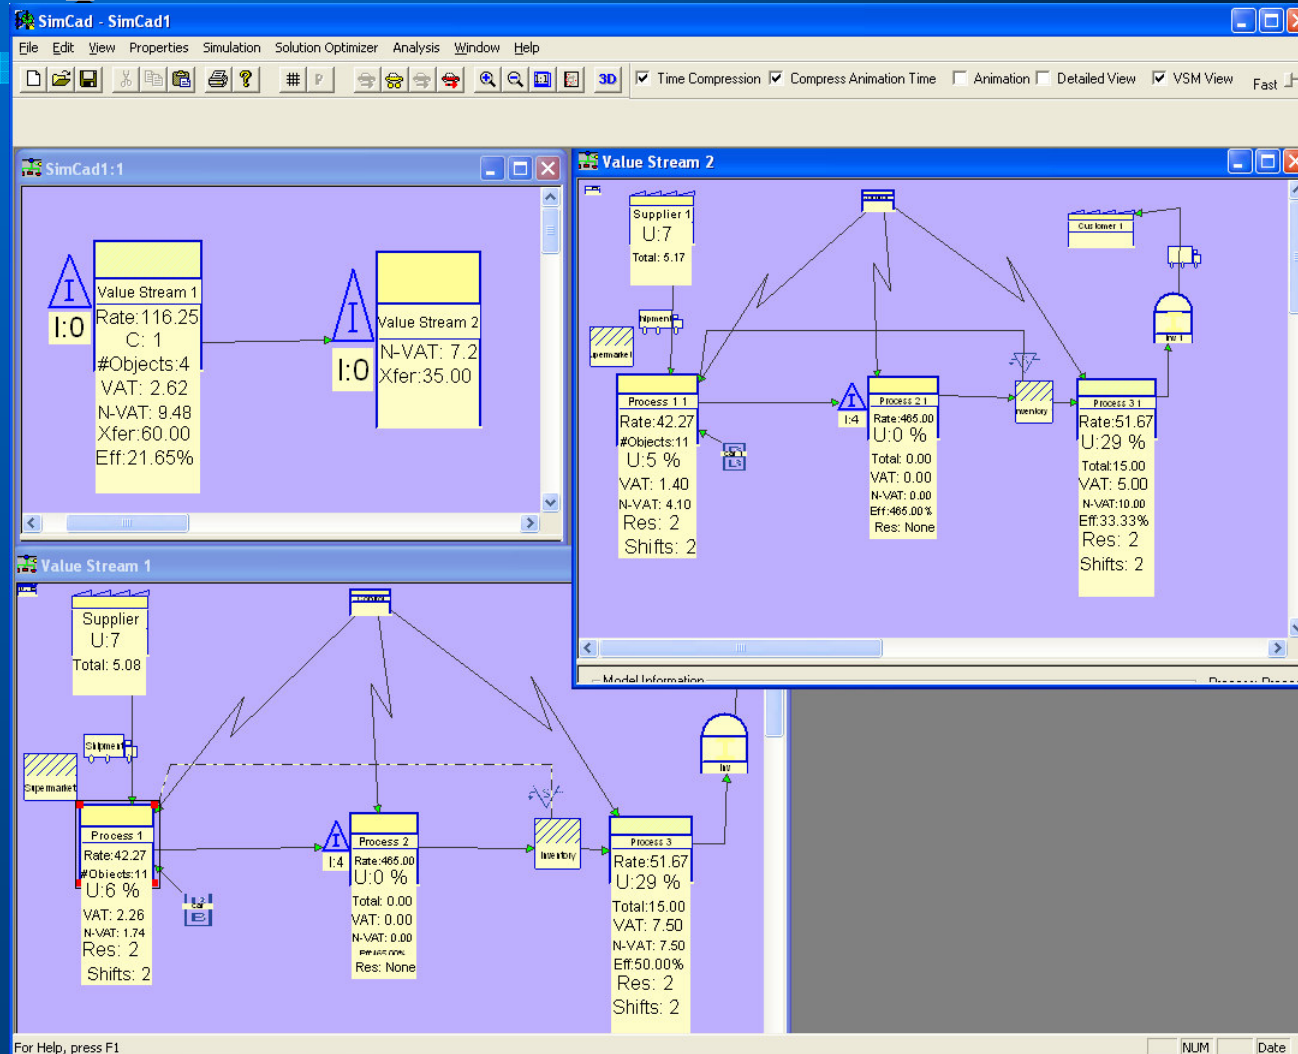 SimCad - SimCad1
File Edit View Properties Simulation Solution Optimizer Analysis Window Help
# P 1:1 3D Time Compression Compress Animation Time Animation Detailed View VSM View Fast
SimCad1:1
I
I:0
Value Stream 1
Rate:116.25
C: 1
#Objects:4
VAT: 2.62
N-VAT: 9.48
Xfer:60.00
Eff:21.65%
I
I:0
Value Stream 2
N-VAT: 7.2
Xfer:35.00
Value Stream 2
Supplier 1
U:7
Total: 5.17
Customer 1
hipment
upermarket
Inv 1
Process 1 1
Rate:42.27
#Objects:11
U:5 %
VAT: 1.40
N-VAT: 4.10
Res: 2
Shifts: 2
I
I:4
Process 2 1
Rate:465.00
U:0 %
Total: 0.00
VAT: 0.00
N-VAT: 0.00
Eff:465.00%
Res: None
nventory
Process 3 1
Rate:51.67
U:29 %
Total:15.00
VAT: 5.00
N-VAT:10.00
Eff:33.33%
Res: 2
Shifts: 2
Model Information
Value Stream 1
Supplier
U:7
Total: 5.08
Control
Shipment
Supermarket
Inv
Process 1
Rate:42.27
#Objects:11
U:6 %
VAT: 2.26
N-VAT: 1.74
Res: 2
Shifts: 2
I
I:4
Process 2
Rate:465.00
U:0 %
Total: 0.00
VAT: 0.00
N-VAT: 0.00
Eff:465.00%
Res: None
Inventory
Process 3
Rate:51.67
U:29 %
Total:15.00
VAT: 7.50
N-VAT: 7.50
Eff:50.00%
Res: 2
Shifts: 2
For Help, press F1
NUM
Date